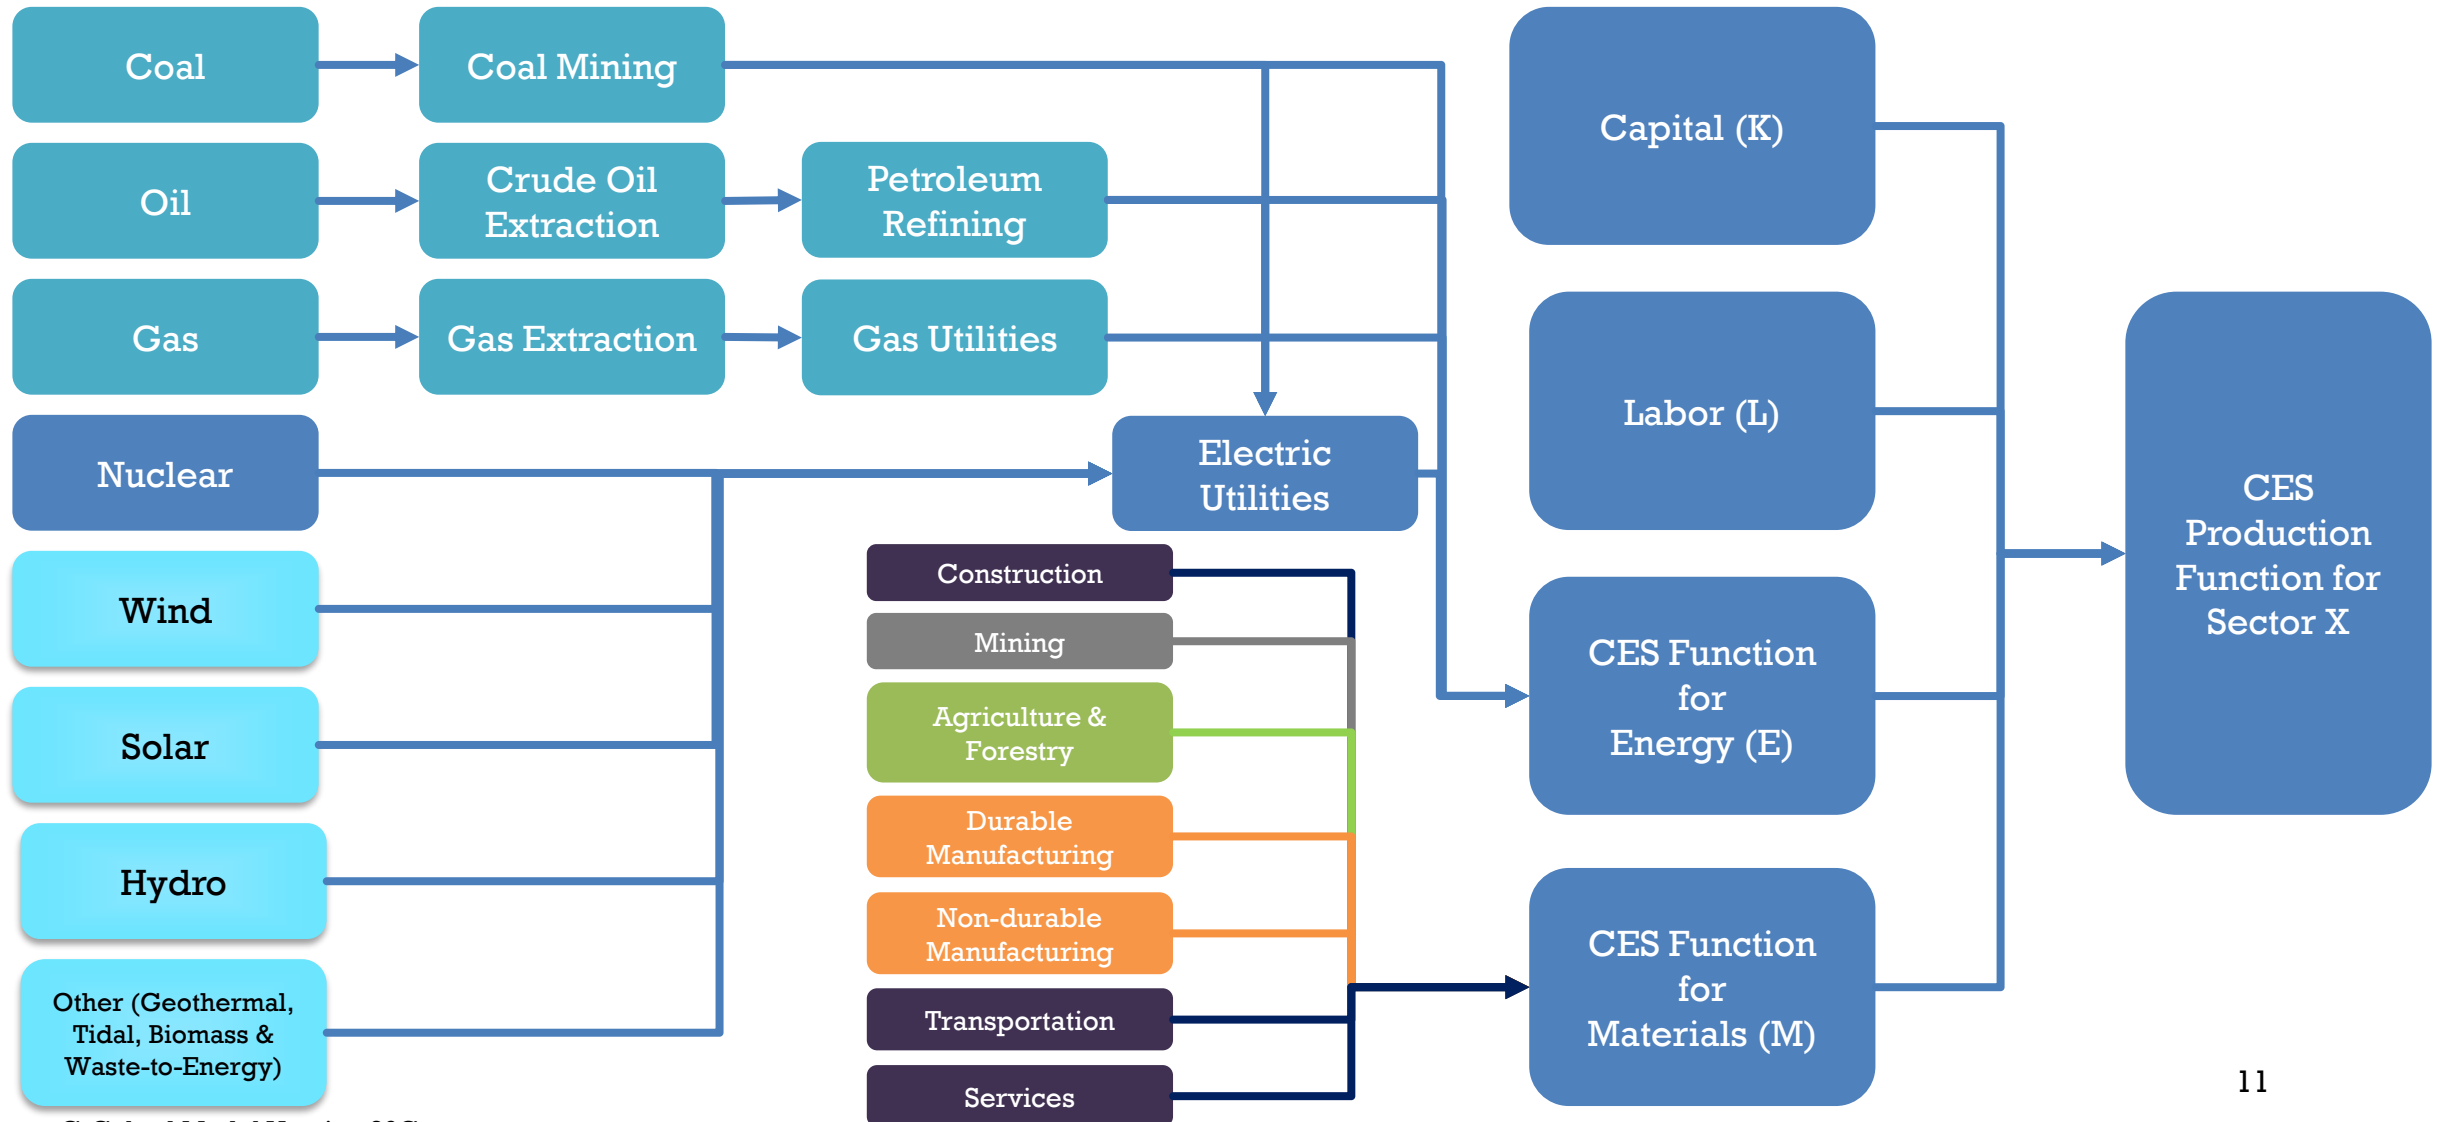 Coal
Coal Mining
Oil
Crude Oil
Extraction
Petroleum
Refining
Gas
Gas Extraction
Gas Utilities
Nuclear
Electric
Utilities
Wind
Solar
Hydro
Other (Geothermal,
Tidal, Biomass &
Waste-to-Energy)
Construction
Mining
Agriculture &
Forestry
Durable
Manufacturing
Non-durable
Manufacturing
Transportation
Services
Capital (K)
Labor (L)
CES Function
for
Energy (E)
CES Function
for
Materials (M)
CES
Production
Function for
Sector X
11